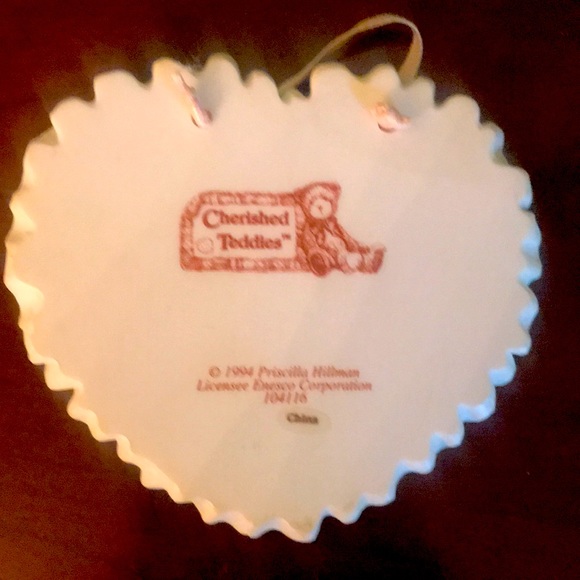 Cherished
Teddies™
© 1994 Priscilla Hillman
Licensee Enesco Corporation
104116
China